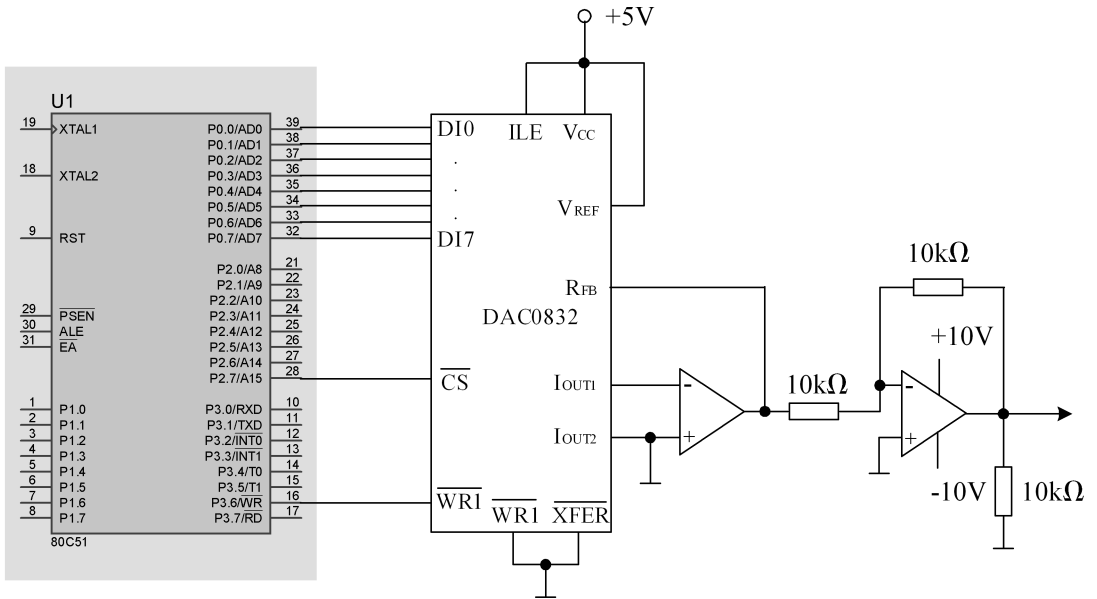 +5V
U1
19 XTAL1
18 XTAL2
9 RST
29 PSEN
30 ALE
31 EA
1 P1.0
2 P1.1
3 P1.2
4 P1.3
5 P1.4
6 P1.5
7 P1.6
8 P1.7
P0.0/AD0 39
P0.1/AD1 38
P0.2/AD2 37
P0.3/AD3 36
P0.4/AD4 35
P0.5/AD5 34
P0.6/AD6 33
P0.7/AD7 32
P2.0/A8 21
P2.1/A9 22
P2.2/A10 23
P2.3/A11 24
P2.4/A12 25
P2.5/A13 26
P2.6/A14 27
P2.7/A15 28
P3.0/RXD 10
P3.1/TXD 11
P3.2/INT0 12
P3.3/INT1 13
P3.4/T0 14
P3.5/T1 15
P3.6/WR 16
P3.7/RD 17
80C51
DI0
ILE
VCC
.
.
.
VREF
DI7
RFB
DAC0832
CS
IOUT1
IOUT2
WR1
WR1
XFER
-
+
10kΩ
10kΩ
+10V
-
+
-10V
10kΩ